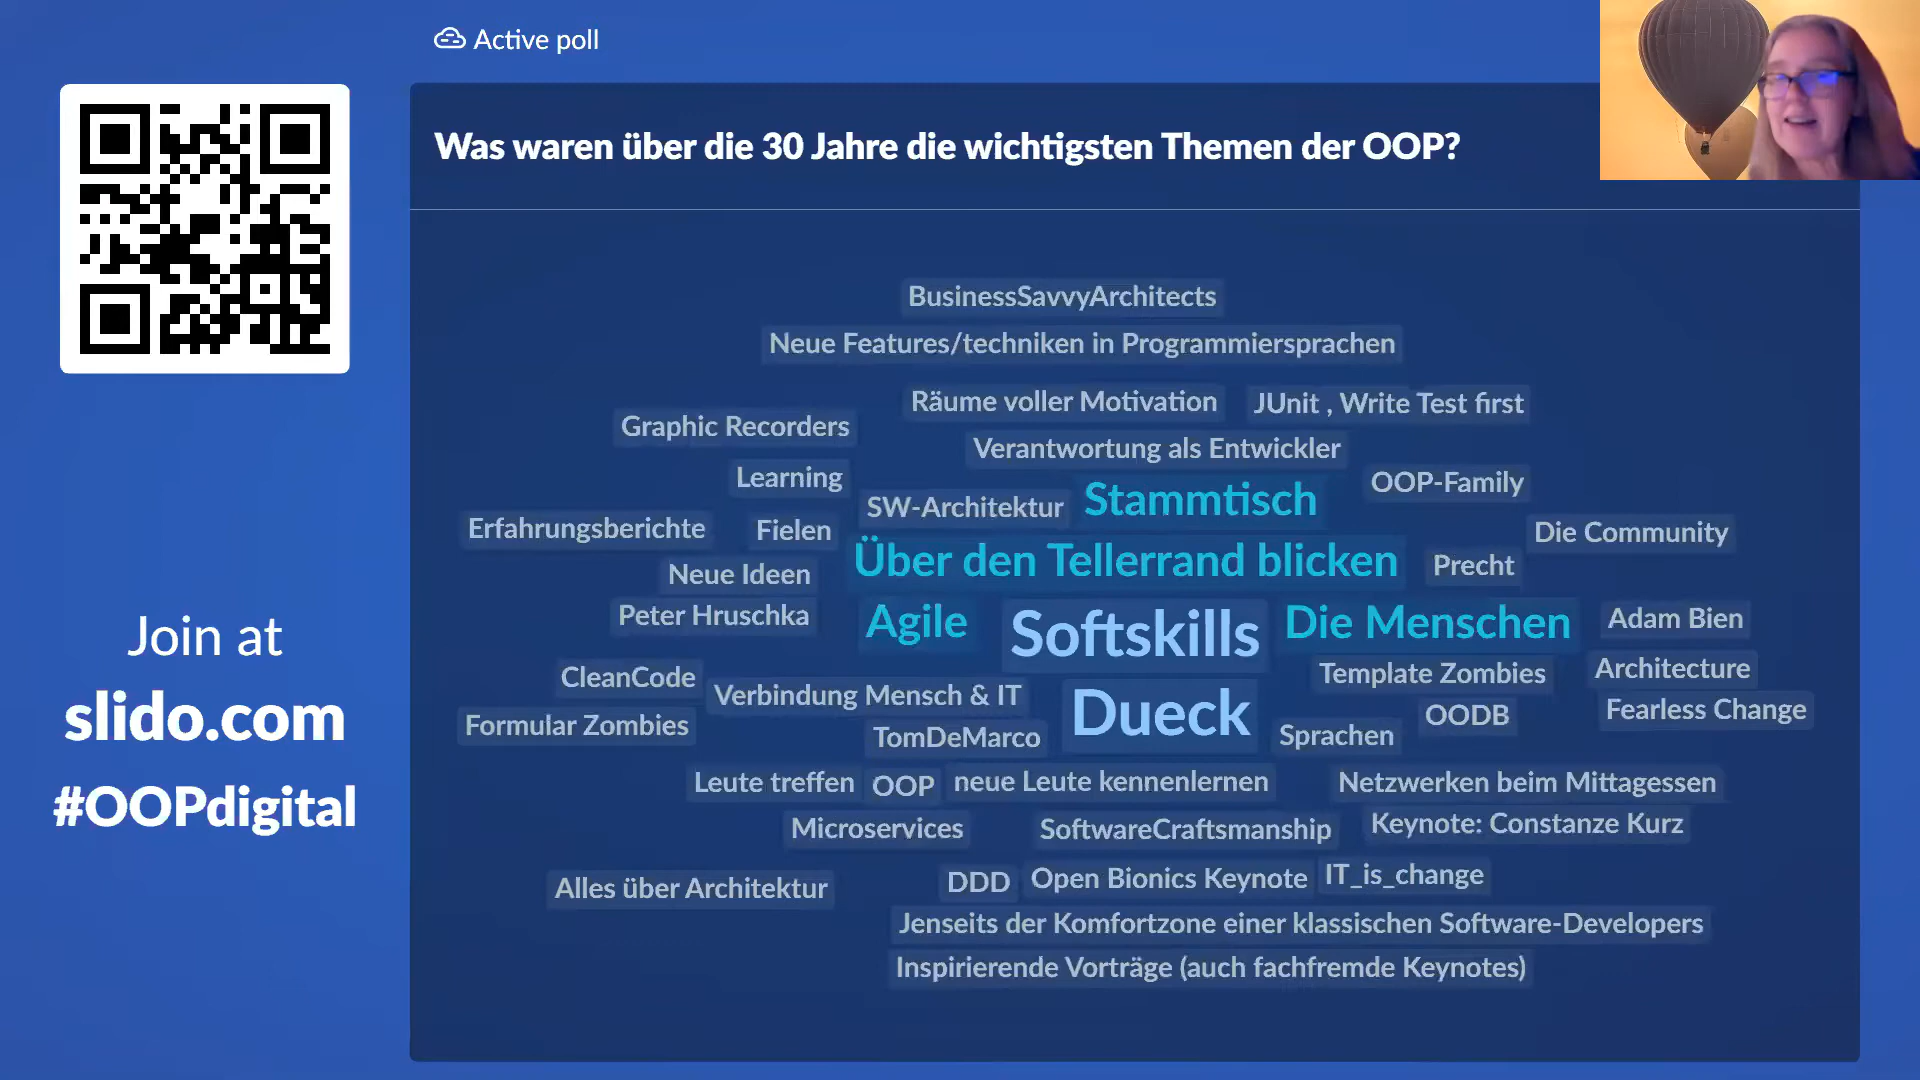 Active poll
Was waren über die 30 Jahre die wichtigsten Themen der OOP?
Join at
slido.com
#OOPdigital
BusinessSavvyArchitects
Neue Features/techniken in Programmiersprachen
Räume voller Motivation
JUnit , Write Test first
Graphic Recorders
Verantwortung als Entwickler
Learning
OOP-Family
SW-Architektur
Stammtisch
Erfahrungsberichte
Fielen
Die Community
Über den Tellerrand blicken
Precht
Neue Ideen
Peter Hruschka
Agile
Softskills
Die Menschen
Adam Bien
CleanCode
Template Zombies
Architecture
Verbindung Mensch & IT
Dueck
OODB
Fearless Change
Formular Zombies
TomDeMarco
Sprachen
Leute treffen
OOP
neue Leute kennenlernen
Netzwerken beim Mittagessen
Microservices
SoftwareCraftsmanship
Keynote: Constanze Kurz
Alles über Architektur
DDD
Open Bionics Keynote
IT_is_change
Jenseits der Komfortzone einer klassischen Software-Developers
Inspirierende Vorträge (auch fachfremde Keynotes)